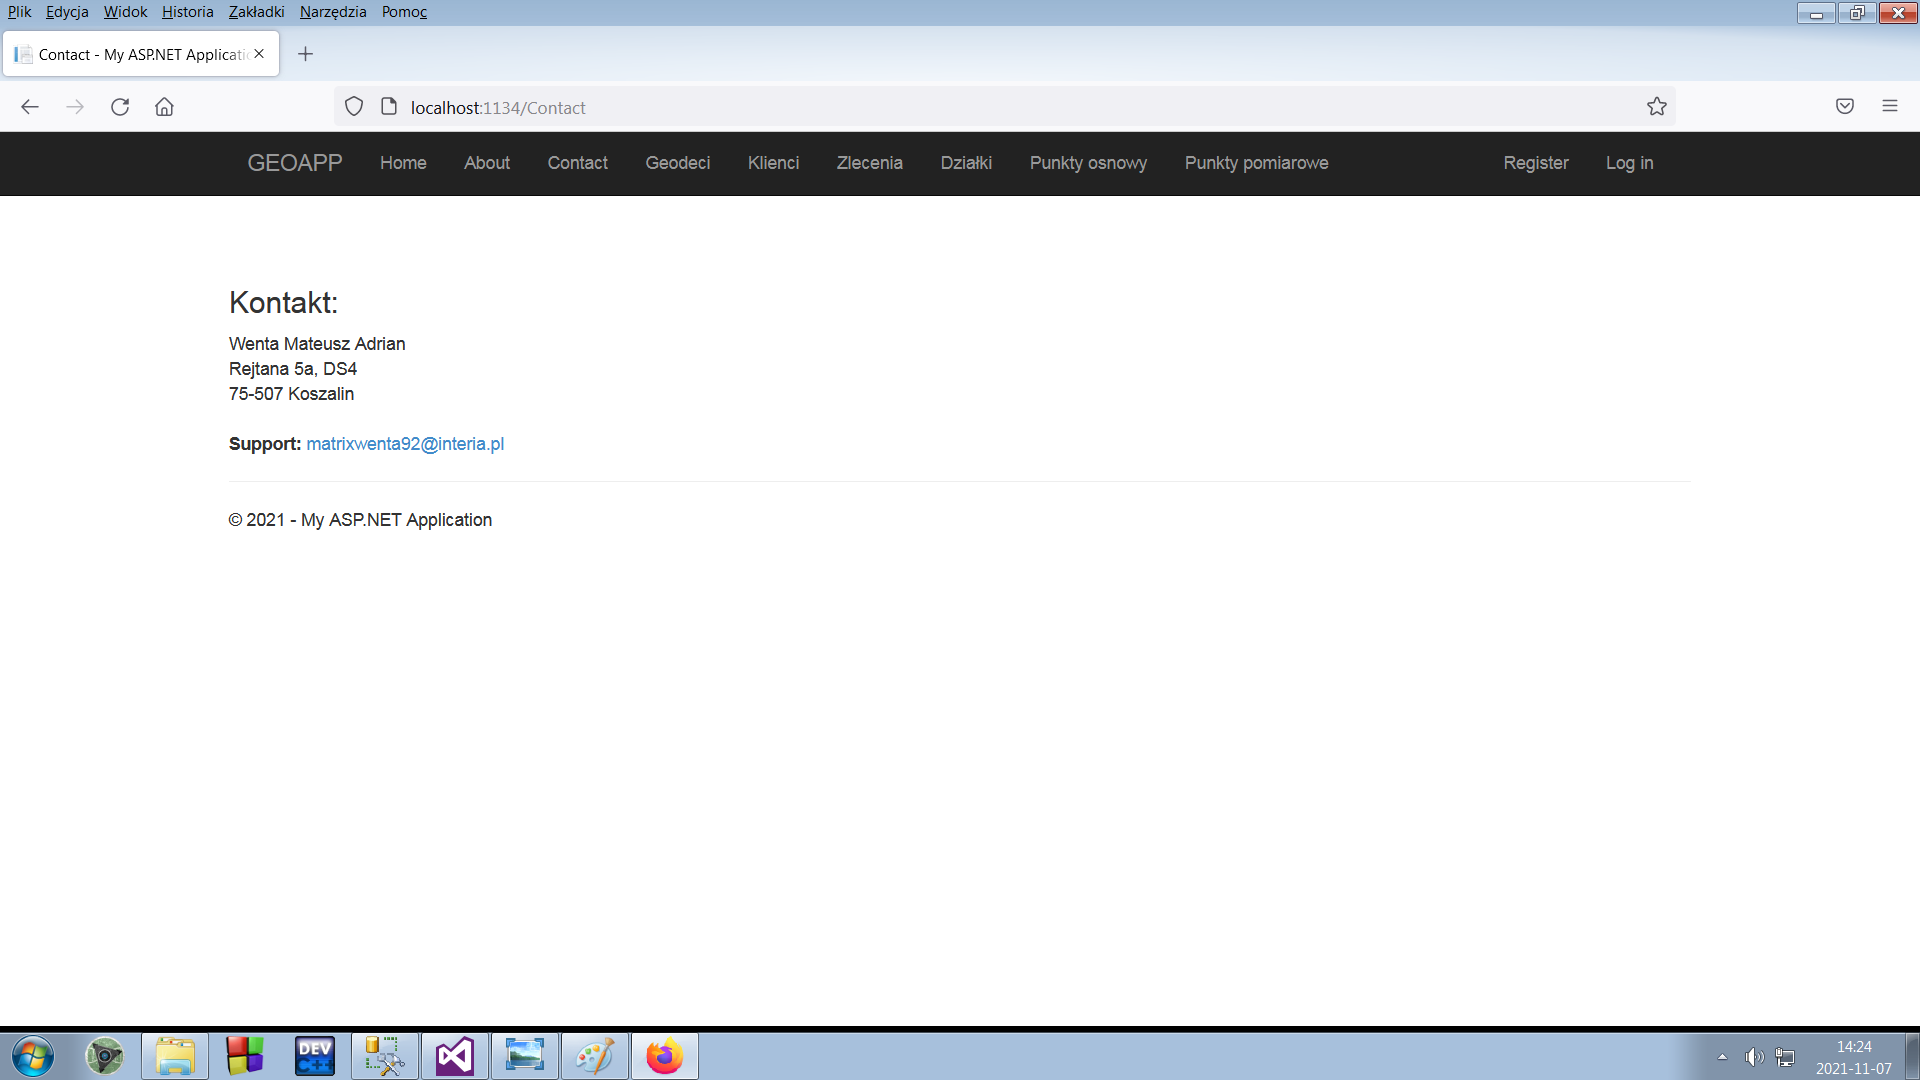 Plik Edycja Widok Historia Zakładki Narzędzia Pomoc
Contact - My ASP.NET Applicatio
localhost:1134/Contact
GEOAPP Home About Contact Geodeci Klienci Zlecenia Działki Punkty osnowy Punkty pomiarowe Register Log in
Kontakt:
Wenta Mateusz Adrian
Rejtana 5a, DS4
75-507 Koszalin
Support: matrixwenta92@interia.pl
© 2021 - My ASP.NET Application
DEV C++
14:24
2021-11-07